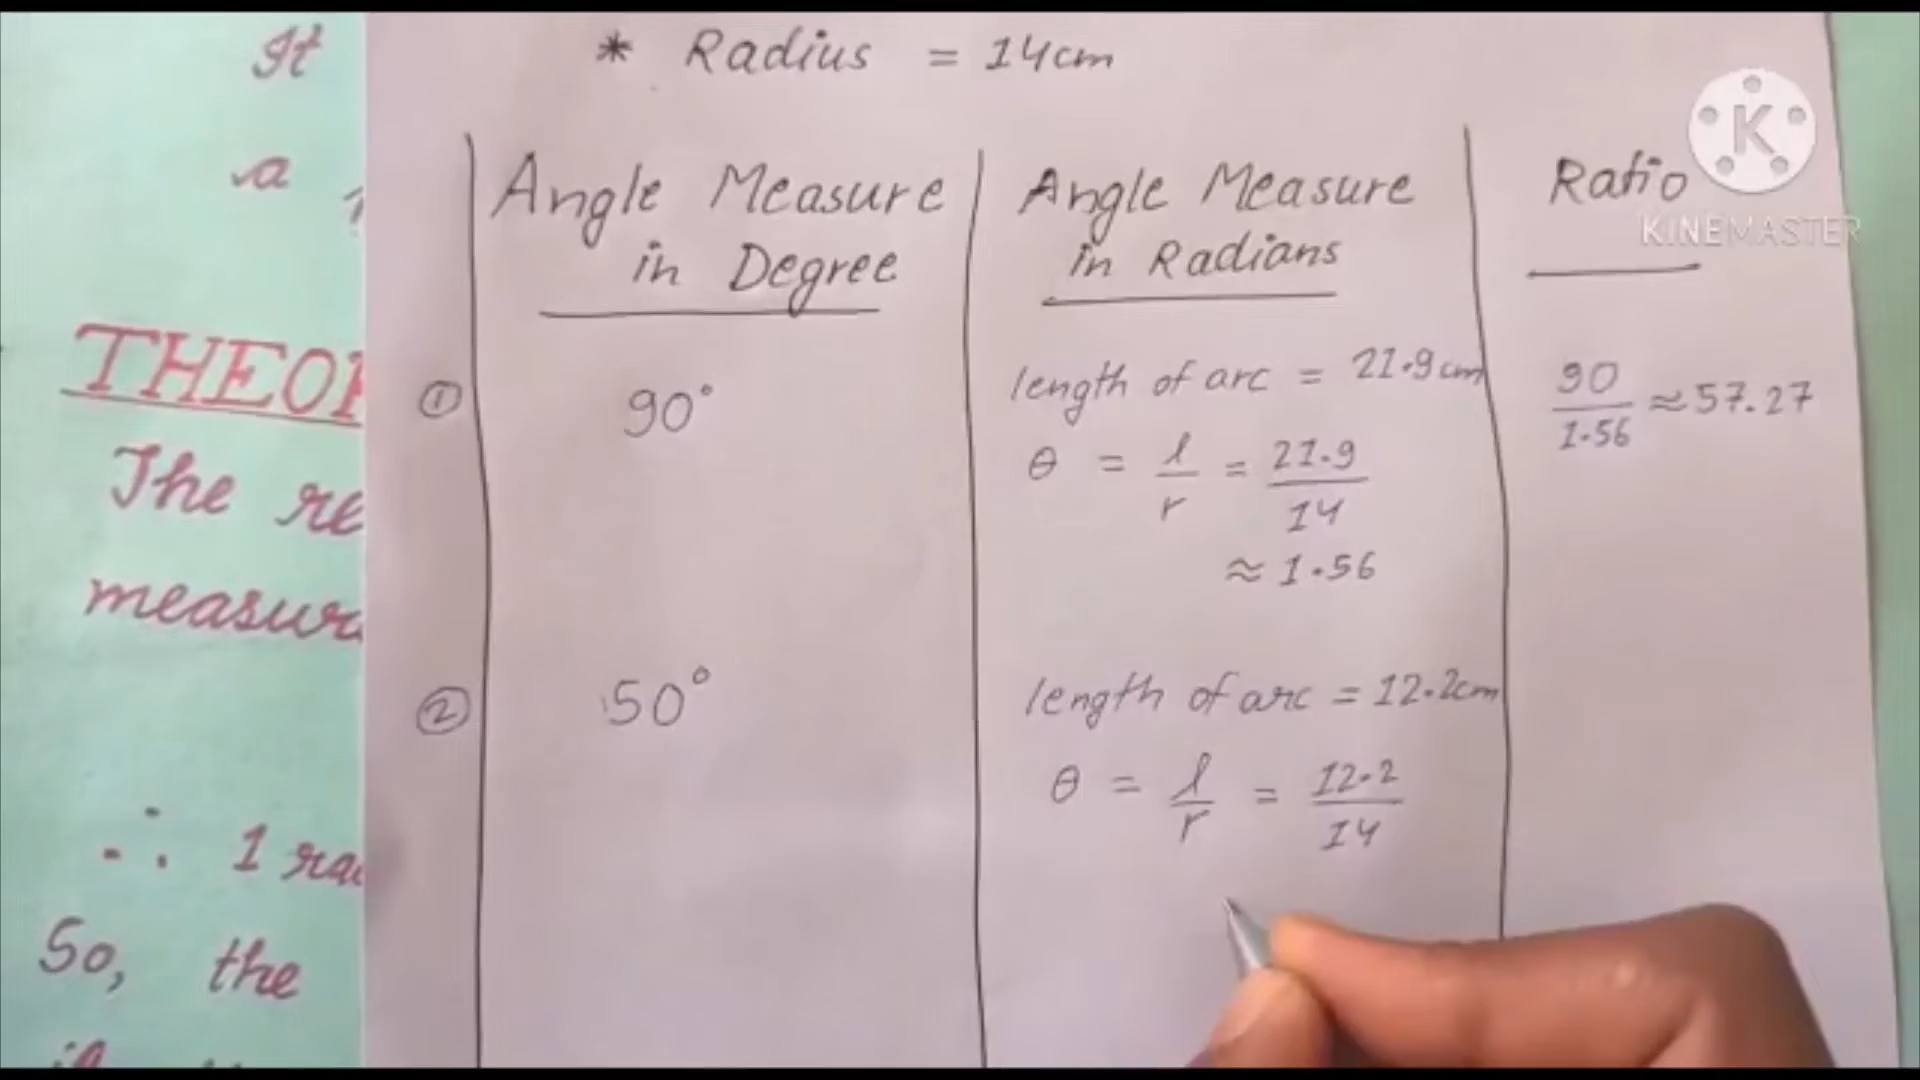 It
a
THEO
The re
measur
∴ 1 ra
So, the
* Radius = 14cm
Angle Measure in Degree
Angle Measure in Radians
Ratio
① 90°
length of arc = 21.9 cm
θ = l/r = 21.9/14
≈ 1.56
90/1.56 ≈ 57.27
② 50°
length of arc = 12.2cm
θ = l/r = 12.2/14
K
KINEMASTER